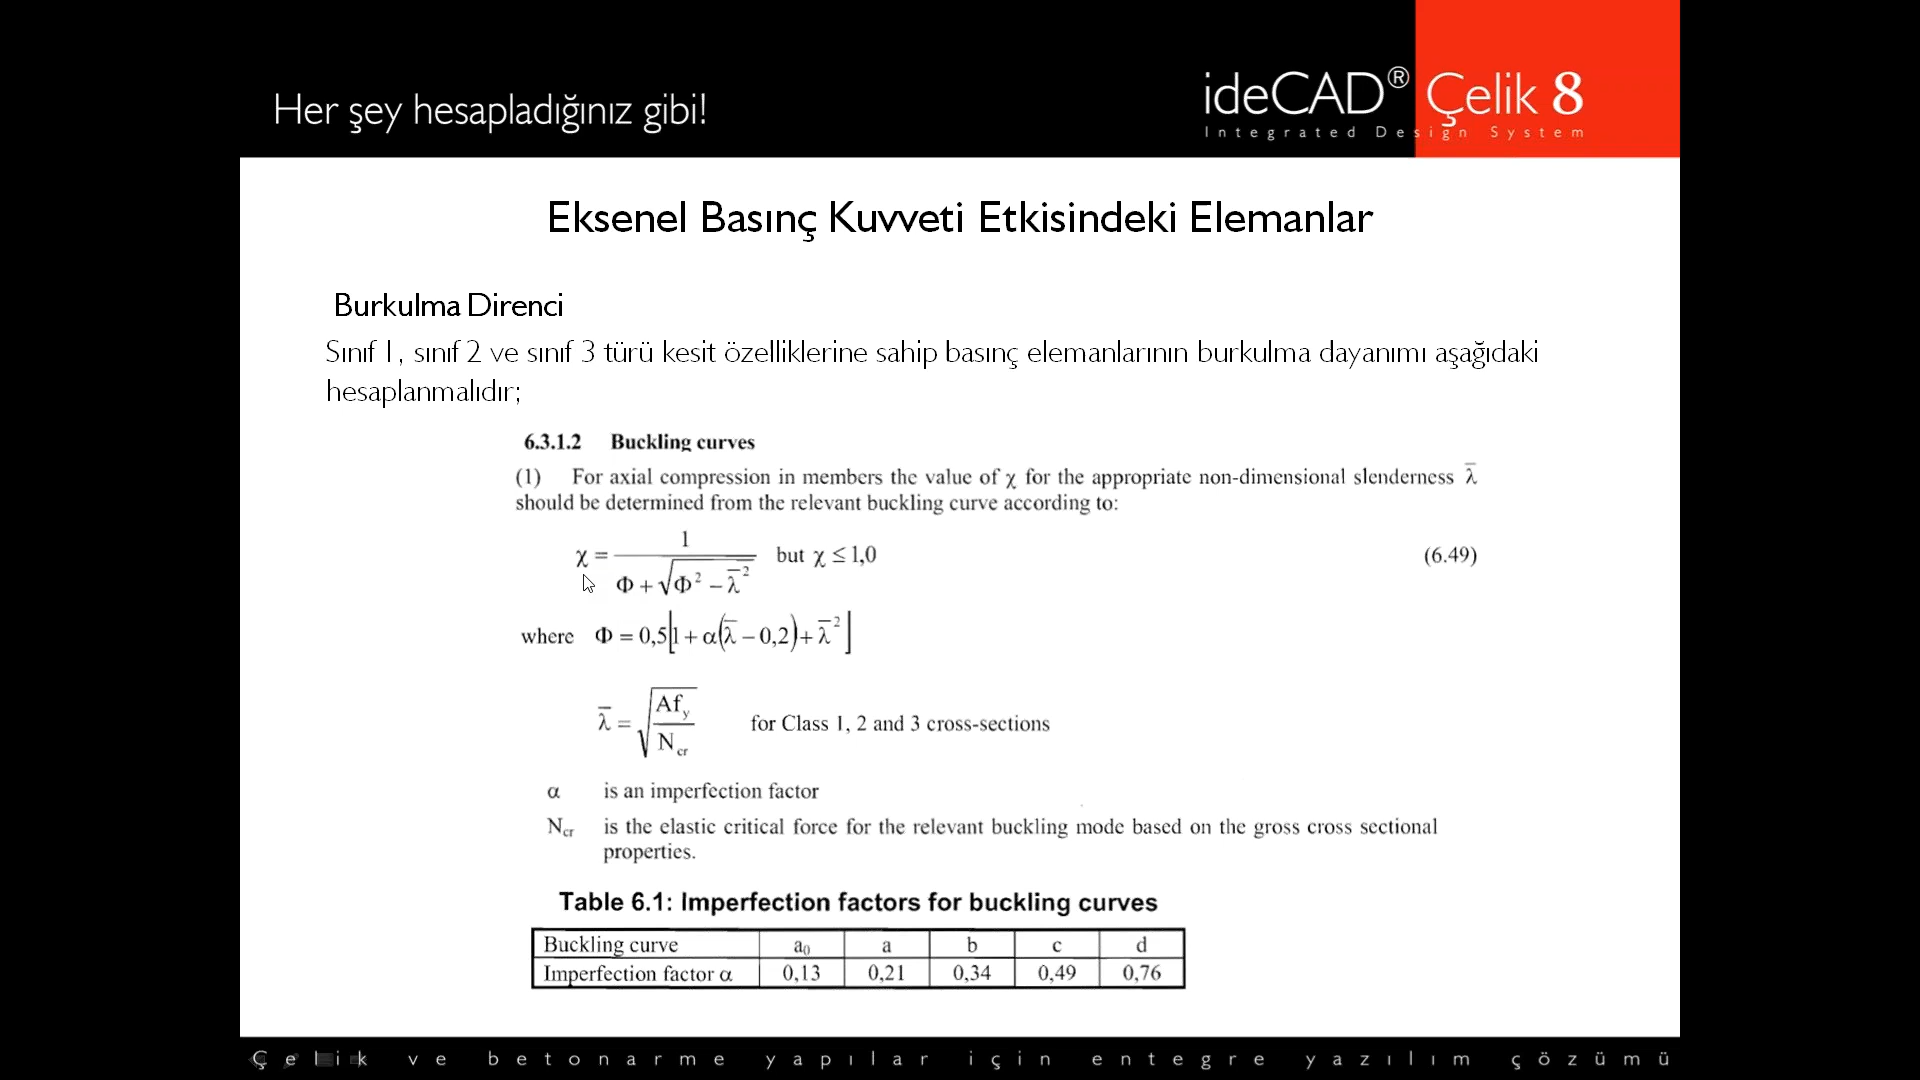 Her şey hesapladığınız gibi!
ideCAD® Çelik 8
Integrated Design System
Eksenel Basınç Kuvveti Etkisindeki Elemanlar
Burkulma Direnci
Sınıf 1, sınıf 2 ve sınıf 3 türü kesit özelliklerine sahip basınç elemanlarının burkulma dayanımı aşağıdaki
hesaplanmalıdır;
6.3.1.2 Buckling curves
(1) For axial compression in members the value of χ for the appropriate non-dimensional slenderness λ̅
should be determined from the relevant buckling curve according to:
χ = 1 / (Φ + √(Φ² − λ̅²)) but χ ≤ 1,0 (6.49)
where Φ = 0,5[1 + α(λ̅ − 0,2) + λ̅²]
λ̅ = √(Af_y / N_cr) for Class 1, 2 and 3 cross-sections
α is an imperfection factor
N_cr is the elastic critical force for the relevant buckling mode based on the gross cross sectional
properties.
Table 6.1: Imperfection factors for buckling curves
Buckling curve a₀ a b c d
Imperfection factor α 0,13 0,21 0,34 0,49 0,76
Çelik ve betonarme yapılar için entegre yazılım çözümü